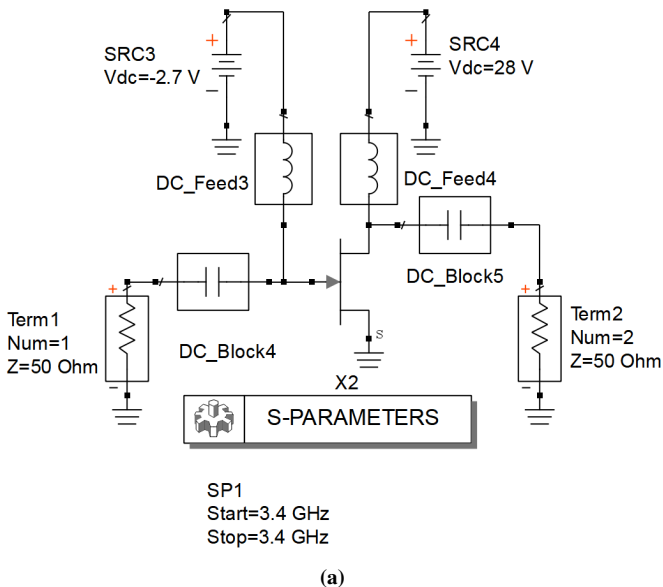 +
SRC3
Vdc=-2.7 V
−
+
SRC4
Vdc=28 V
−
DC_Feed3
DC_Feed4
DC_Block5
+
Term1
Num=1
Z=50 Ohm
-
DC_Block4
S
X2
+
Term2
Num=2
Z=50 Ohm
-
S-PARAMETERS
SP1
Start=3.4 GHz
Stop=3.4 GHz
(a)